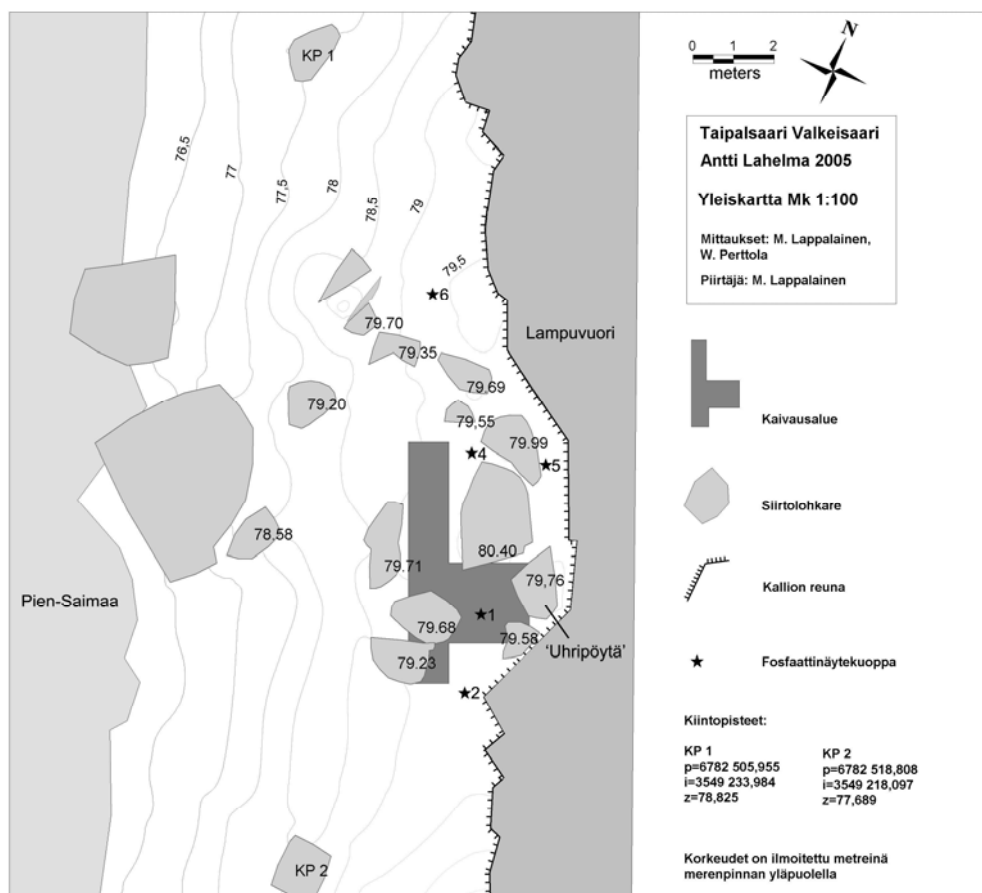 KP 1
76,5
77
77,5
78
78,5
79
79,5
6
79.70
79.35
79.69
79.20
79,55
79.99
4
5
78.58
79.71
80.40
79,76
1
79.68
79.58
79.23
'Uhripöytä'
2
KP 2
Pien-Saimaa
Lampuvuori
0 1 2
meters
N
Taipalsaari Valkeisaari
Antti Lahelma 2005
Yleiskartta Mk 1:100
Mittaukset: M. Lappalainen,
W. Perttola
Piirtäjä: M. Lappalainen
Kaivausalue
Siirtolohkare
Kallion reuna
Fosfaattinäytekuoppa
Kiintopisteet:
KP 1
p=6782 505,955
i=3549 233,984
z=78,825
KP 2
p=6782 518,808
i=3549 218,097
z=77,689
Korkeudet on ilmoitettu metreinä
merenpinnan yläpuolella